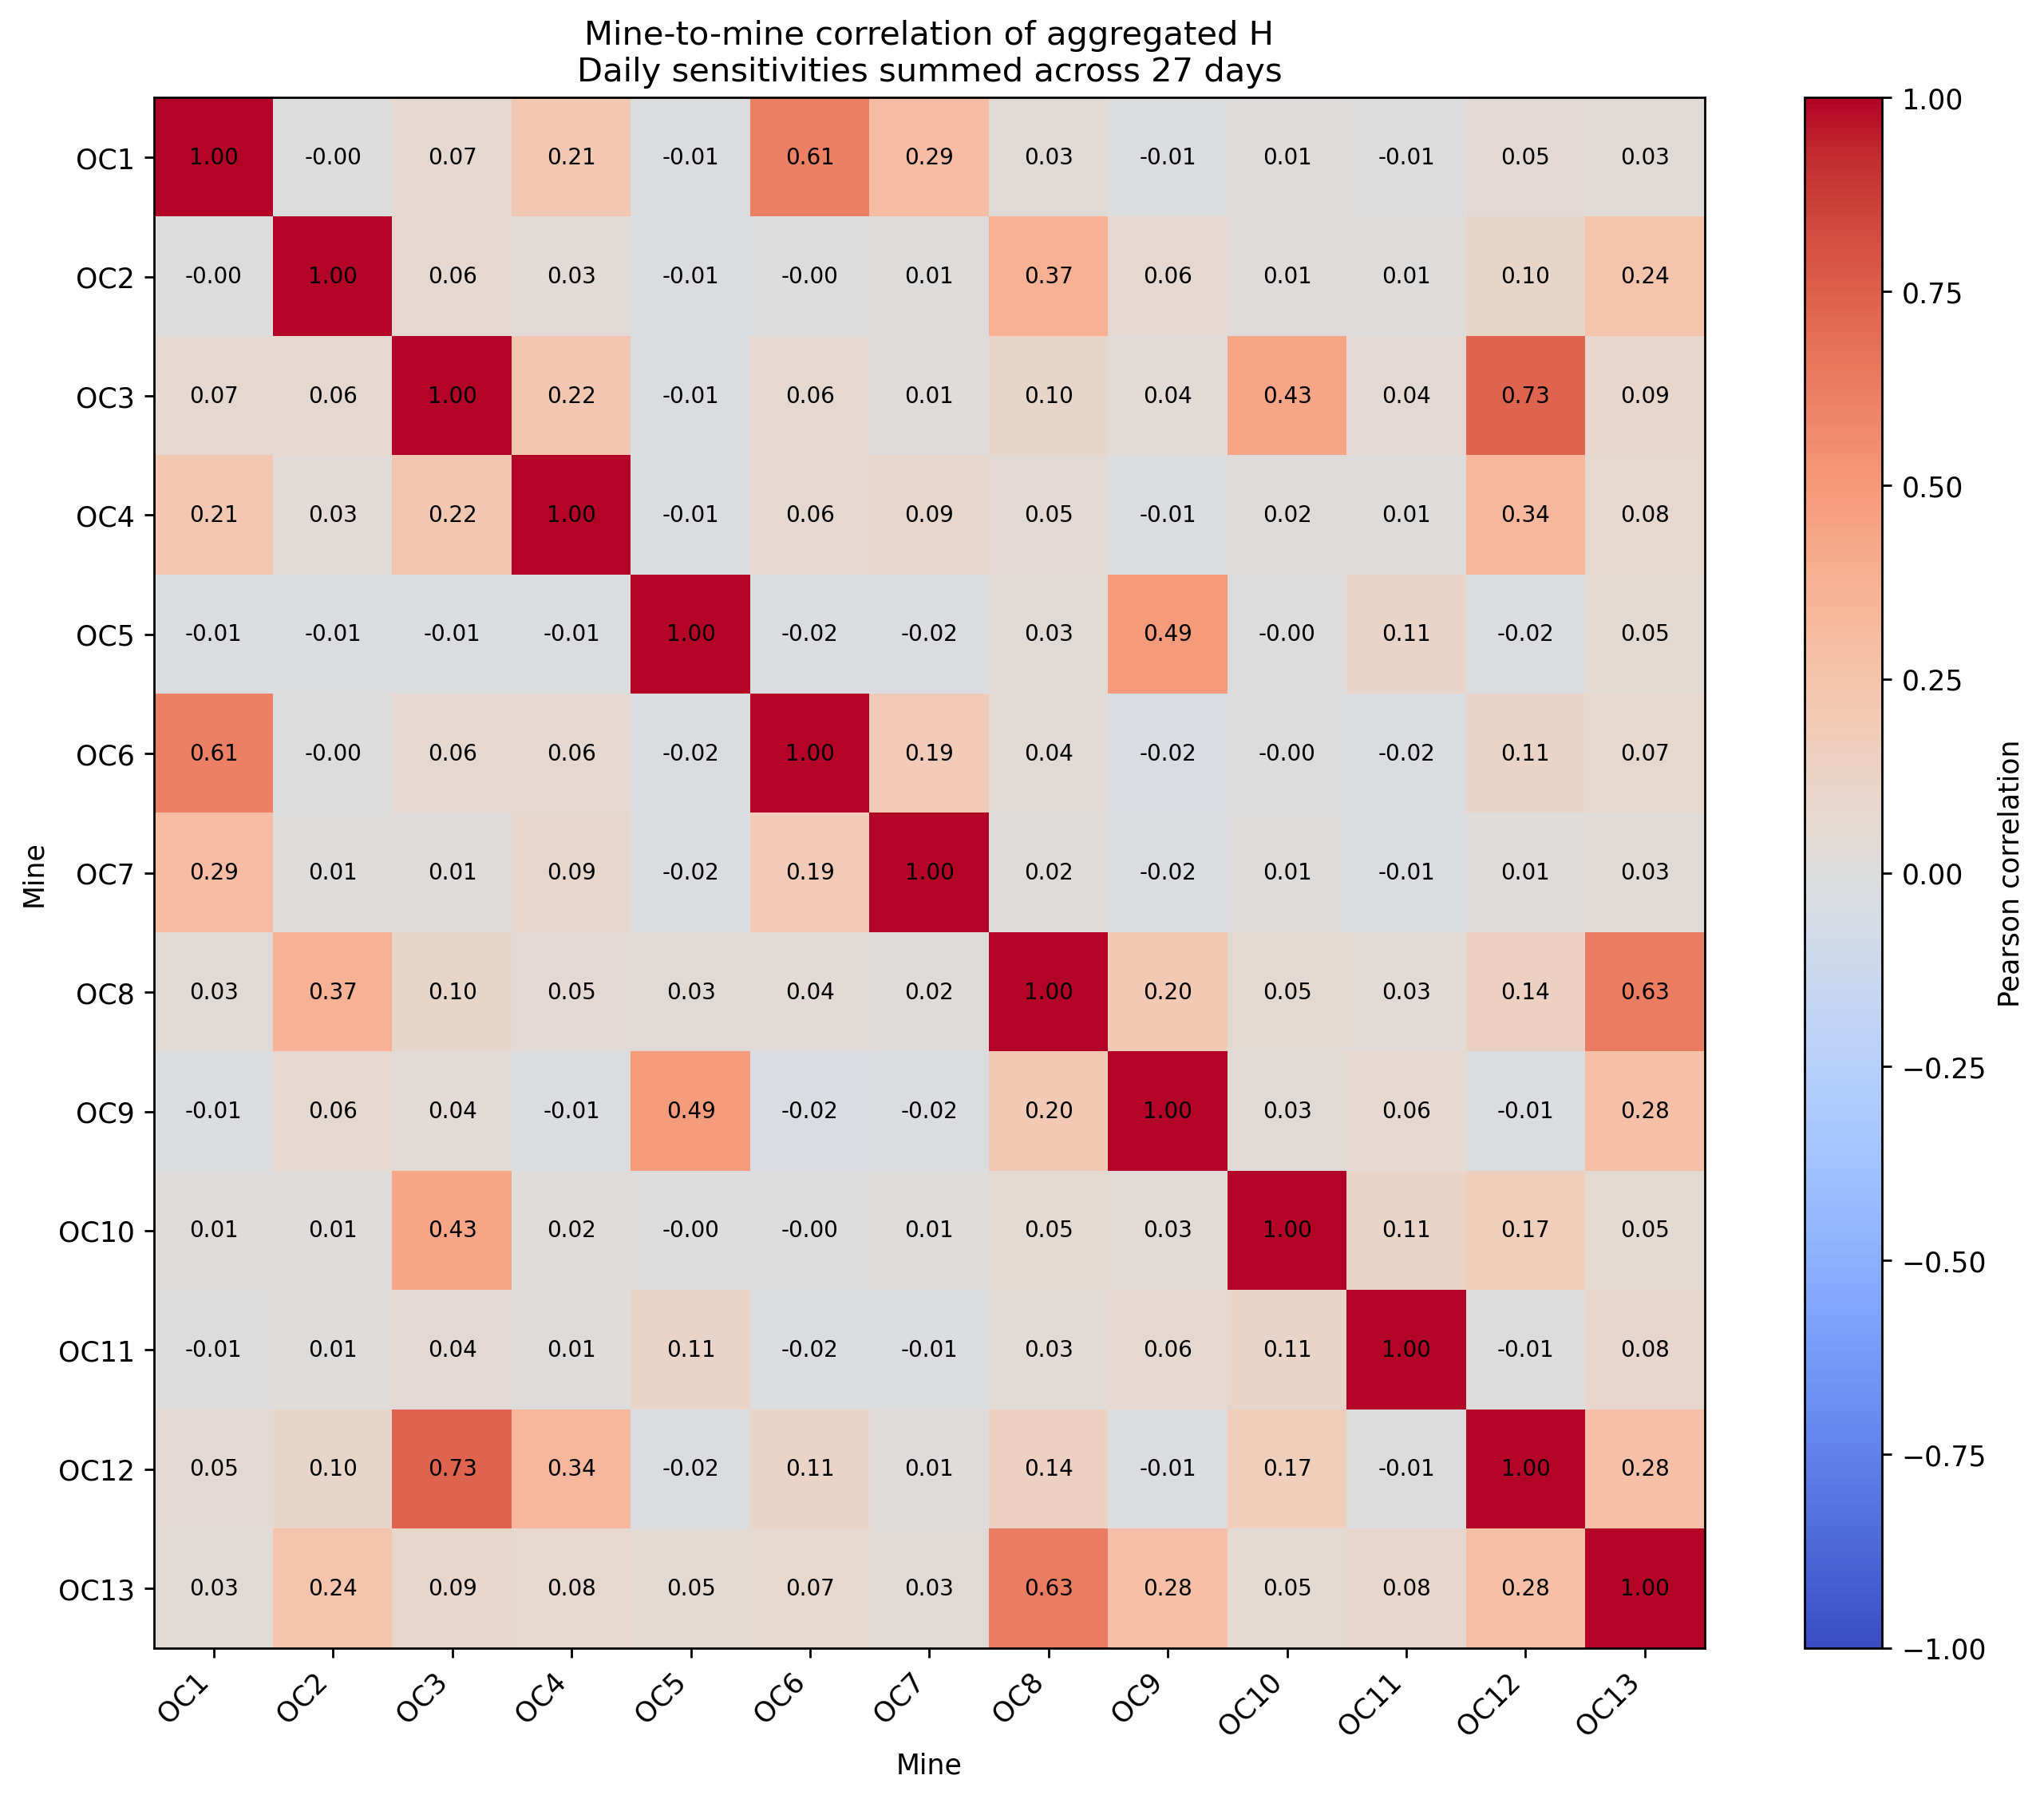 Mine-to-mine correlation of aggregated H
Daily sensitivities summed across 27 days
OC1 1.00 -0.00 0.07 0.21 -0.01 0.61 0.29 0.03 -0.01 0.01 -0.01 0.05 0.03
OC2 -0.00 1.00 0.06 0.03 -0.01 -0.00 0.01 0.37 0.06 0.01 0.01 0.10 0.24
OC3 0.07 0.06 1.00 0.22 -0.01 0.06 0.01 0.10 0.04 0.43 0.04 0.73 0.09
OC4 0.21 0.03 0.22 1.00 -0.01 0.06 0.09 0.05 -0.01 0.02 0.01 0.34 0.08
OC5 -0.01 -0.01 -0.01 -0.01 1.00 -0.02 -0.02 0.03 0.49 -0.00 0.11 -0.02 0.05
OC6 0.61 -0.00 0.06 0.06 -0.02 1.00 0.19 0.04 -0.02 -0.00 -0.02 0.11 0.07
OC7 0.29 0.01 0.01 0.09 -0.02 0.19 1.00 0.02 -0.02 0.01 -0.01 0.01 0.03
OC8 0.03 0.37 0.10 0.05 0.03 0.04 0.02 1.00 0.20 0.05 0.03 0.14 0.63
OC9 -0.01 0.06 0.04 -0.01 0.49 -0.02 -0.02 0.20 1.00 0.03 0.06 -0.01 0.28
OC10 0.01 0.01 0.43 0.02 -0.00 -0.00 0.01 0.05 0.03 1.00 0.11 0.17 0.05
OC11 -0.01 0.01 0.04 0.01 0.11 -0.02 -0.01 0.03 0.06 0.11 1.00 -0.01 0.08
OC12 0.05 0.10 0.73 0.34 -0.02 0.11 0.01 0.14 -0.01 0.17 -0.01 1.00 0.28
OC13 0.03 0.24 0.09 0.08 0.05 0.07 0.03 0.63 0.28 0.05 0.08 0.28 1.00
OC1 OC2 OC3 OC4 OC5 OC6 OC7 OC8 OC9 OC10 OC11 OC12 OC13
Mine
Mine
1.00
0.75
0.50
0.25
0.00
−0.25
−0.50
−0.75
−1.00
Pearson correlation